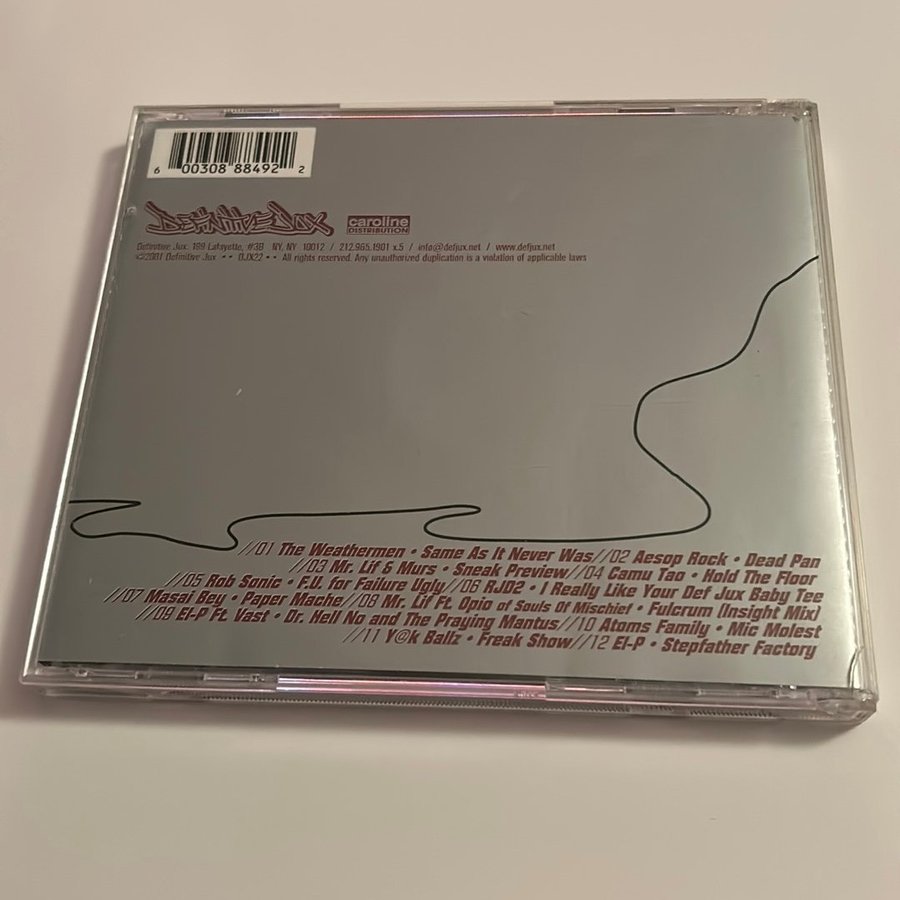 6 00308 88492 2
DEFINITIVE JUX
caroline
DISTRIBUTION
Definitive Jux. 199 Lafayette, #3B NY, NY 10012 / 212.965.1901 x.5 / info@defjux.net / www.defjux.net
©2001 Definitive Jux •• DJX22 •• All rights reserved. Any unauthorized duplication is a violation of applicable laws
//01 The Weathermen • Same As It Never Was//02 Aesop Rock • Dead Pan
//03 Mr. Lif & Murs • Sneak Preview//04 Camu Tao • Hold The Floor
//05 Rob Sonic • F.U. for Failure Ugly//06 RJD2 • I Really Like Your Def Jux Baby Tee
//07 Masai Bey • Paper Mache//08 Mr. Lif Ft. Opio of Souls Of Mischief • Fulcrum (Insight Mix)
//09 El-P Ft. Vast • Dr. Hell No and The Praying Mantus//10 Atoms Family • Mic Molest
//11 Y@k Ballz • Freak Show//12 El-P • Stepfather Factory